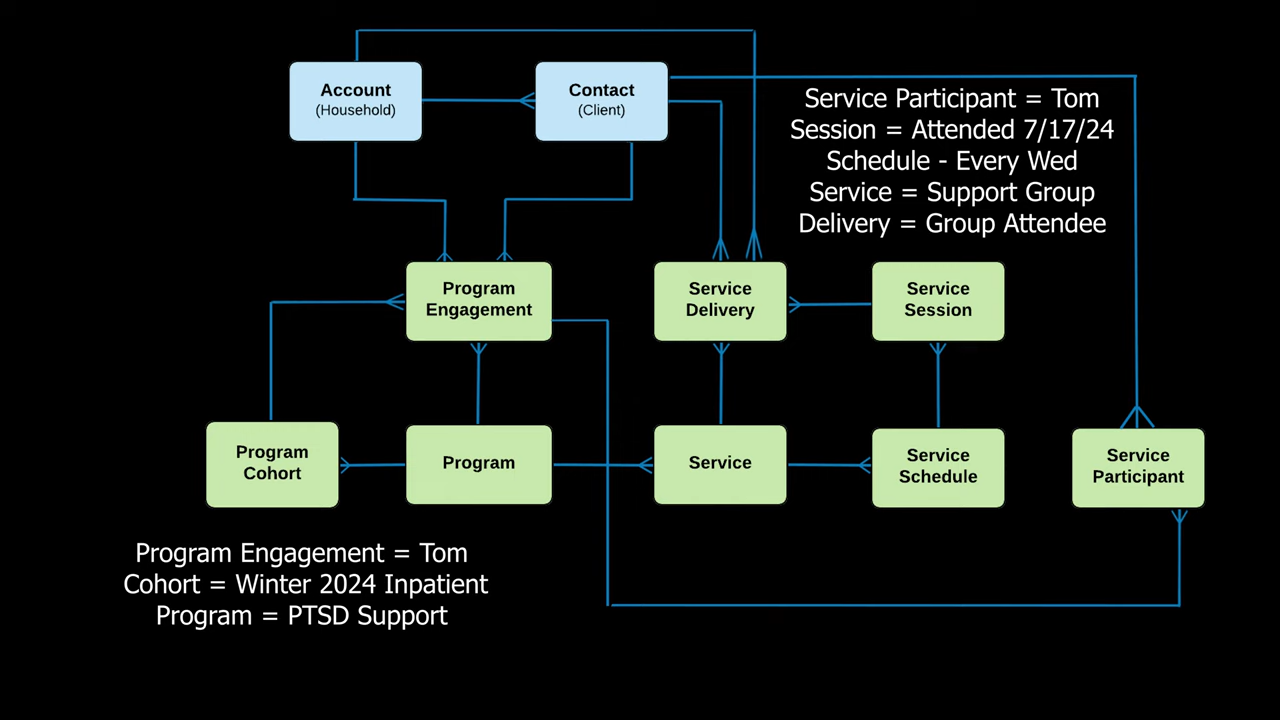 Account
(Household)
Contact
(Client)
Service Participant = Tom
Session = Attended 7/17/24
Schedule - Every Wed
Service = Support Group
Delivery = Group Attendee
Program
Engagement
Service
Delivery
Service
Session
Program
Cohort
Program
Service
Service
Schedule
Service
Participant
Program Engagement = Tom
Cohort = Winter 2024 Inpatient
Program = PTSD Support